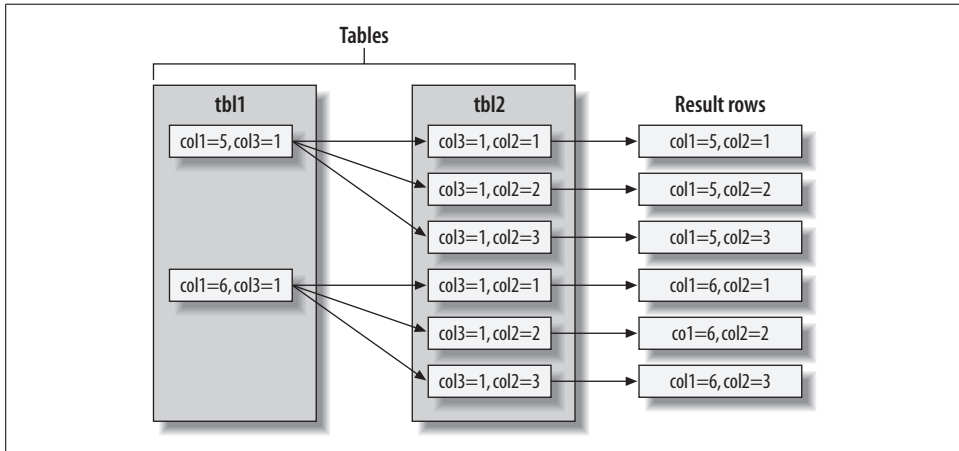 Tables
tbl1
tbl2
Result rows
col1=5, col3=1
col3=1, col2=1
col1=5, col2=1
col3=1, col2=2
col1=5, col2=2
col3=1, col2=3
col1=5, col2=3
col1=6, col3=1
col3=1, col2=1
col1=6, col2=1
col3=1, col2=2
co1=6, col2=2
col3=1, col2=3
col1=6, col2=3